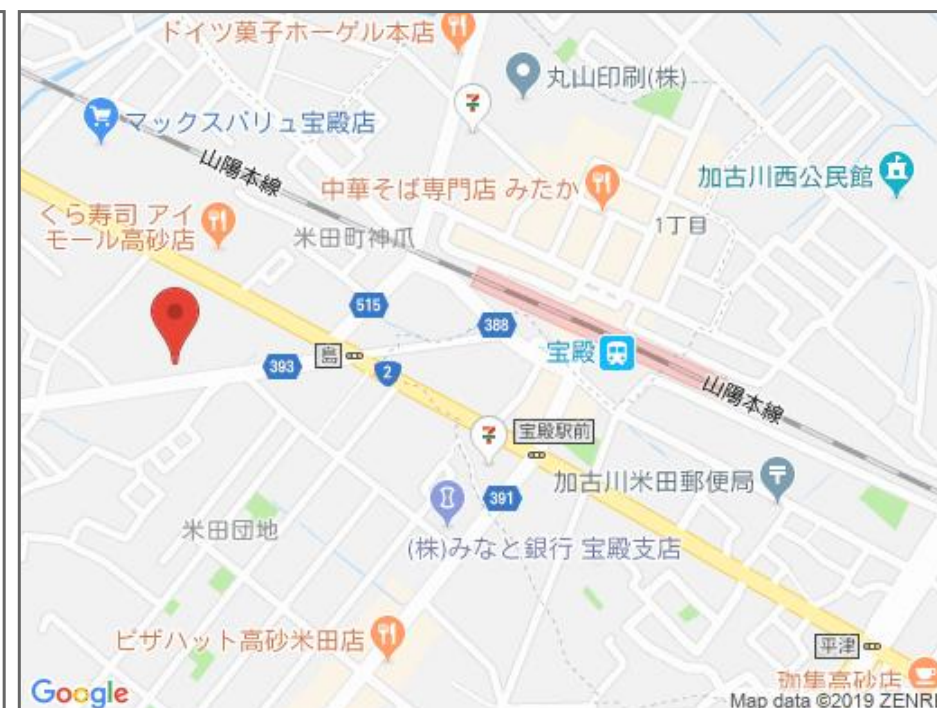 ドイツ菓子ホーゲル本店
丸山印刷(株)
マックスバリュ宝殿店
山陽本線
中華そば専門店 みたか
加古川西公民館
くら寿司 アイ
モール高砂店
米田町神爪
1丁目
515
388
島
宝殿
393
2
山陽本線
7
宝殿駅前
加古川米田郵便局
391
米田団地
(株)みなと銀行 宝殿支店
ピザハット高砂米田店
平津
珈集高砂店
Google
Map data ©2019 ZENRI